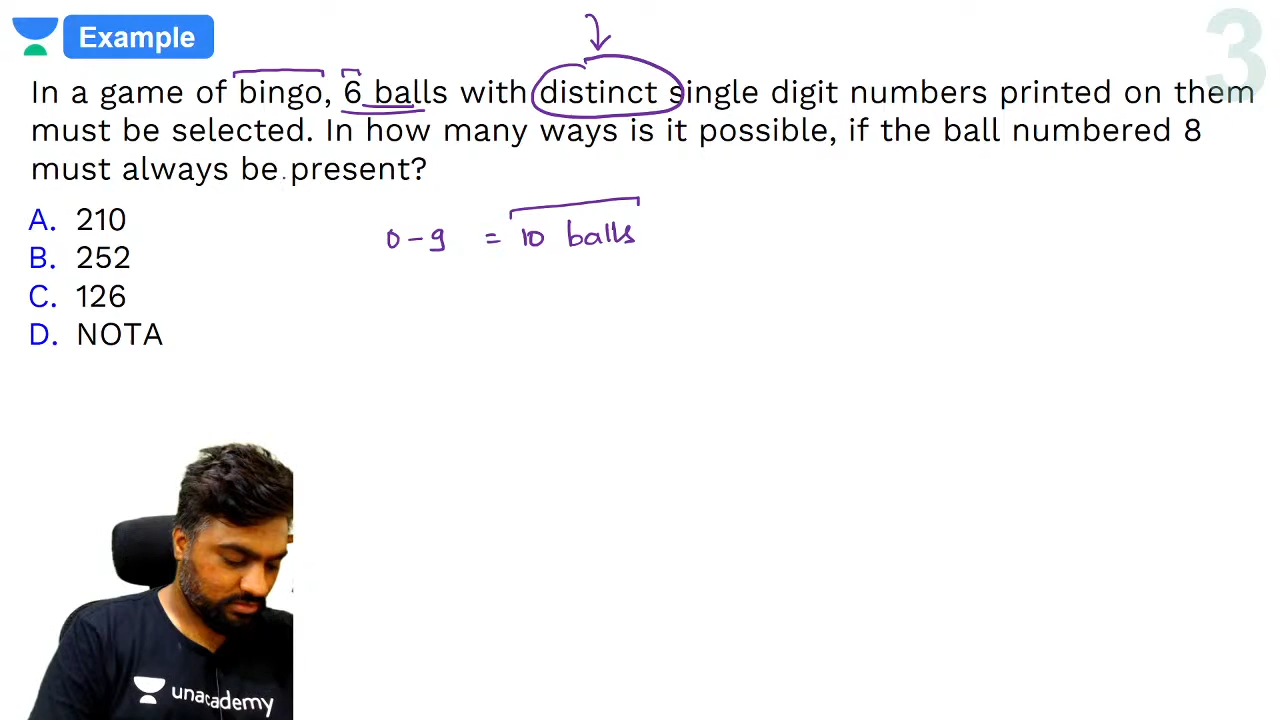 Example
3
In a game of bingo, 6 balls with distinct single digit numbers printed on them
must be selected. In how many ways is it possible, if the ball numbered 8
must always be present?
A. 210
B. 252
C. 126
D. NOTA
0-9 = 10 balls
unacademy